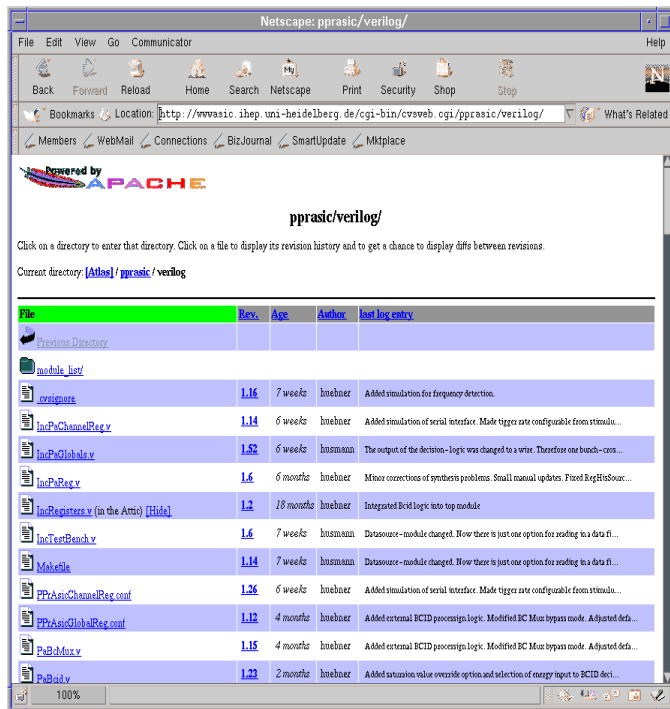 Netscape: pprasic/verilog/
File Edit View Go Communicator Help
Back Forward Reload Home Search Netscape Print Security Shop Stop
My
N
Bookmarks Location: http://wwwasic.ihep.uni-heidelberg.de/cgi-bin/cvsweb.cgi/pprasic/verilog/ What's Related
Members WebMail Connections BizJournal SmartUpdate Mktplace
Powered by
APACHE
pprasic/verilog/
Click on a directory to enter that directory. Click on a file to display its revision history and to get a chance to display diffs between revisions.
Current directory: [Atlas] / pprasic / verilog
File Rev. Age Author last log entry
Previous Directory
module_list/
.cvsignore 1.16 7 weeks huebner Added simulation for frequency detection.
IncPaChannelReg.v 1.14 6 weeks huebner Added simulation of serial interface. Made tigger rate configurable from stimulu...
IncPaGlobals.v 1.52 6 weeks husmann The output of the decision-logic was changed to a wire. Therefore one bunch-cros...
IncPaReg.v 1.6 6 months huebner Minor corrections of synthesis problems. Small manual updates. Fixed RegHisSourc...
IncRegisters.v (in the Attic) [Hide] 1.2 18 months huebner Integrated Bcid logic into top module
IncTestBench.v 1.6 7 weeks husmann Datasource-module changed. Now there is just one option for reading in a data fi...
Makefile 1.14 7 weeks husmann Datasource-module changed. Now there is just one option for reading in a data fi...
PPrAsicChannelReg.conf 1.26 6 weeks huebner Added simulation of serial interface. Made tigger rate configurable from stimulu...
PPrAsicGlobalReg.conf 1.12 4 months huebner Added external BCID processign logic. Modified BC Mux bypass mode. Adjusted defa...
PaBcMux.v 1.15 4 months huebner Added external BCID processign logic. Modified BC Mux bypass mode. Adjusted defa...
PaBcid.v 1.23 2 months huebner Added saturaion value override option and selection of energy input to BCID deci...
100%